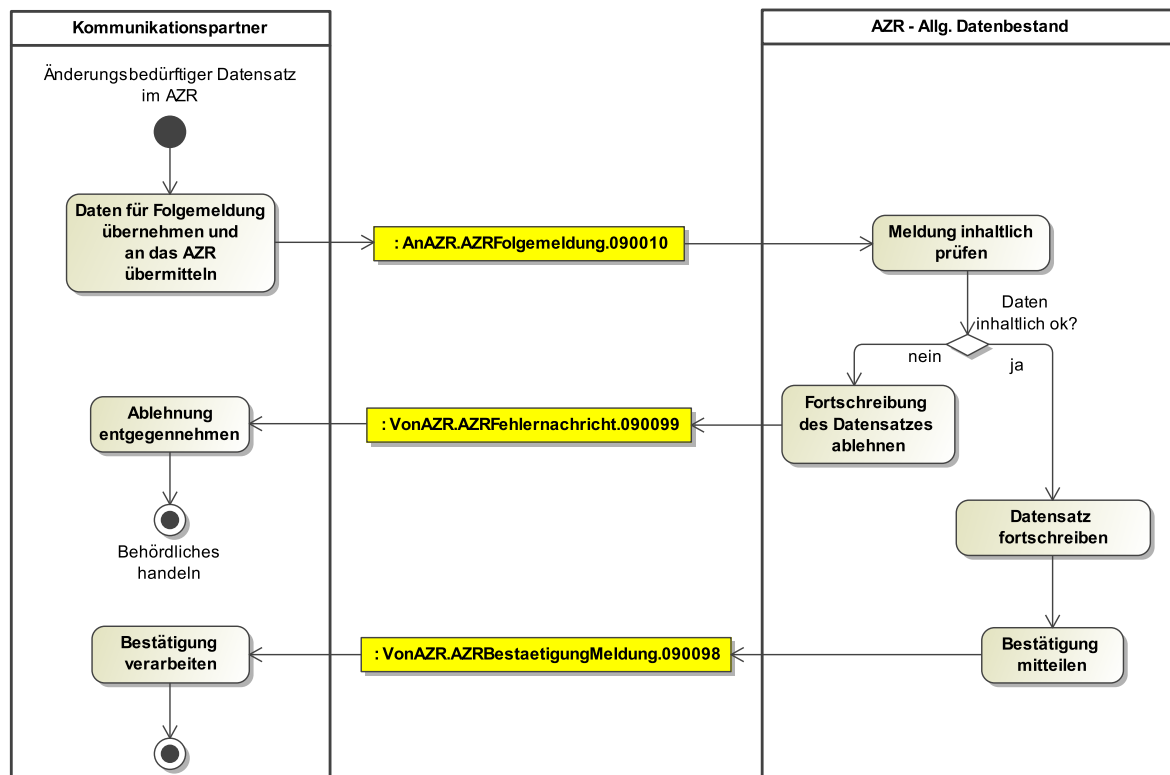 Kommunikationspartner
AZR - Allg. Datenbestand
Änderungsbedürftiger Datensatz
im AZR
Daten für Folgemeldung
übernehmen und
an das AZR
übermitteln
: AnAZR.AZRFolgemeldung.090010
Meldung inhaltlich
prüfen
Daten
inhaltlich ok?
nein
ja
Ablehnung
entgegennehmen
: VonAZR.AZRFehlernachricht.090099
Fortschreibung
des Datensatzes
ablehnen
Datensatz
fortschreiben
Behördliches
handeln
Bestätigung
verarbeiten
: VonAZR.AZRBestaetigungMeldung.090098
Bestätigung
mitteilen